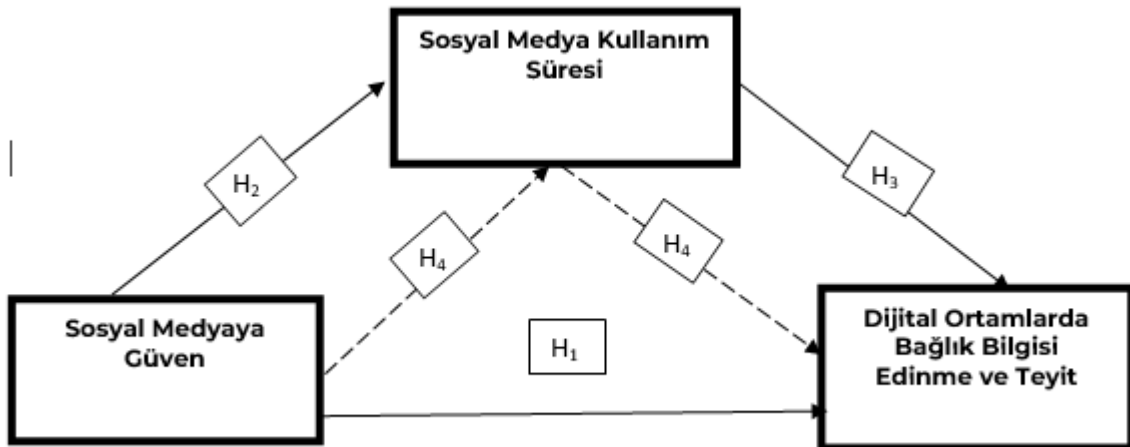 Sosyal Medya Kullanım
Süresi
H₂
H₃
H₄
H₄
Sosyal Medyaya
Güven
H₁
Dijital Ortamlarda
Bağlık Bilgisi
Edinme ve Teyit